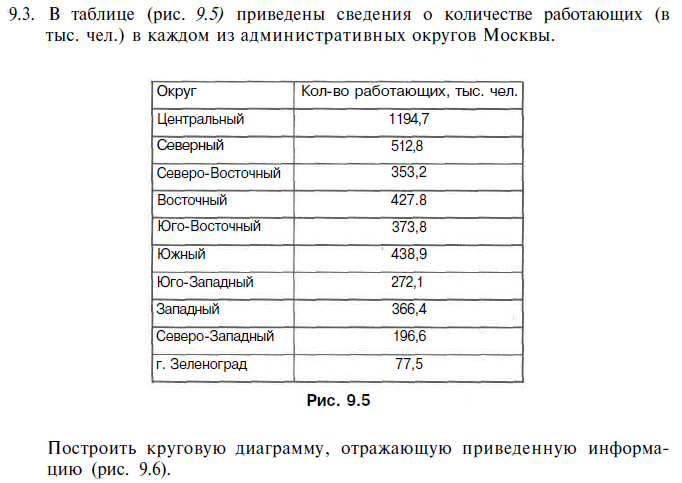 9.3. В таблице (рис. 9.5) приведены сведения о количестве работающих (в
тыс. чел.) в каждом из административных округов Москвы.
Округ Кол-во работающих, тыс. чел.
Центральный 1194,7
Северный 512,8
Северо-Восточный 353,2
Восточный 427.8
Юго-Восточный 373,8
Южный 438,9
Юго-Западный 272,1
Западный 366,4
Северо-Западный 196,6
г. Зеленоград 77,5
Рис. 9.5
Построить круговую диаграмму, отражающую приведенную информа-
цию (рис. 9.6).